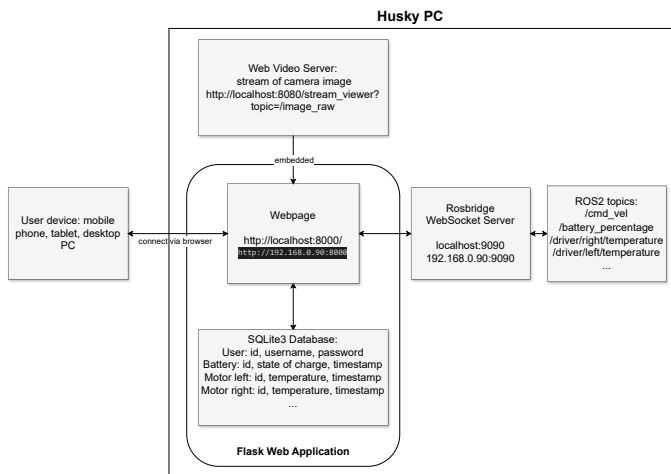 Husky PC
Web Video Server:
stream of camera image
http://localhost:8080/stream_viewer?
topic=/image_raw
embedded
User device: mobile
phone, tablet, desktop
PC
connect via browser
Webpage
http://localhost:8000/
http://192.168.0.90:8000
Rosbridge
WebSocket Server
localhost:9090
192.168.0.90:9090
ROS2 topics:
/cmd_vel
/battery_percentage
/driver/right/temperature
/driver/left/temperature
...
SQLite3 Database:
User: id, username, password
Battery: id, state of charge, timestamp
Motor left: id, temperature, timestamp
Motor right: id, temperature, timestamp
...
Flask Web Application